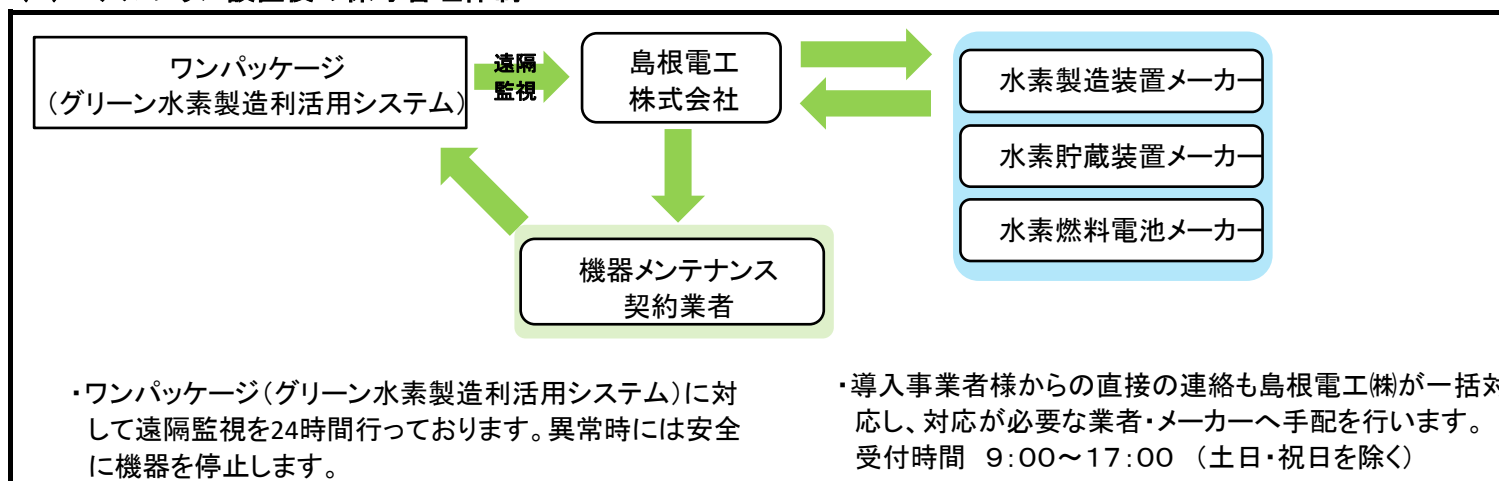 ワンパッケージ
（グリーン水素製造利活用システム）
遠隔
監視
島根電工
株式会社
水素製造装置メーカー
水素貯蔵装置メーカー
水素燃料電池メーカー
機器メンテナンス
契約業者
・ワンパッケージ（グリーン水素製造利活用システム）に対
して遠隔監視を24時間行っております。異常時には安全
に機器を停止します。
・導入事業者様からの直接の連絡も島根電工㈱が一括対
応し、対応が必要な業者・メーカーへ手配を行います。
受付時間　９：００～１７：００　（土日・祝日を除く）